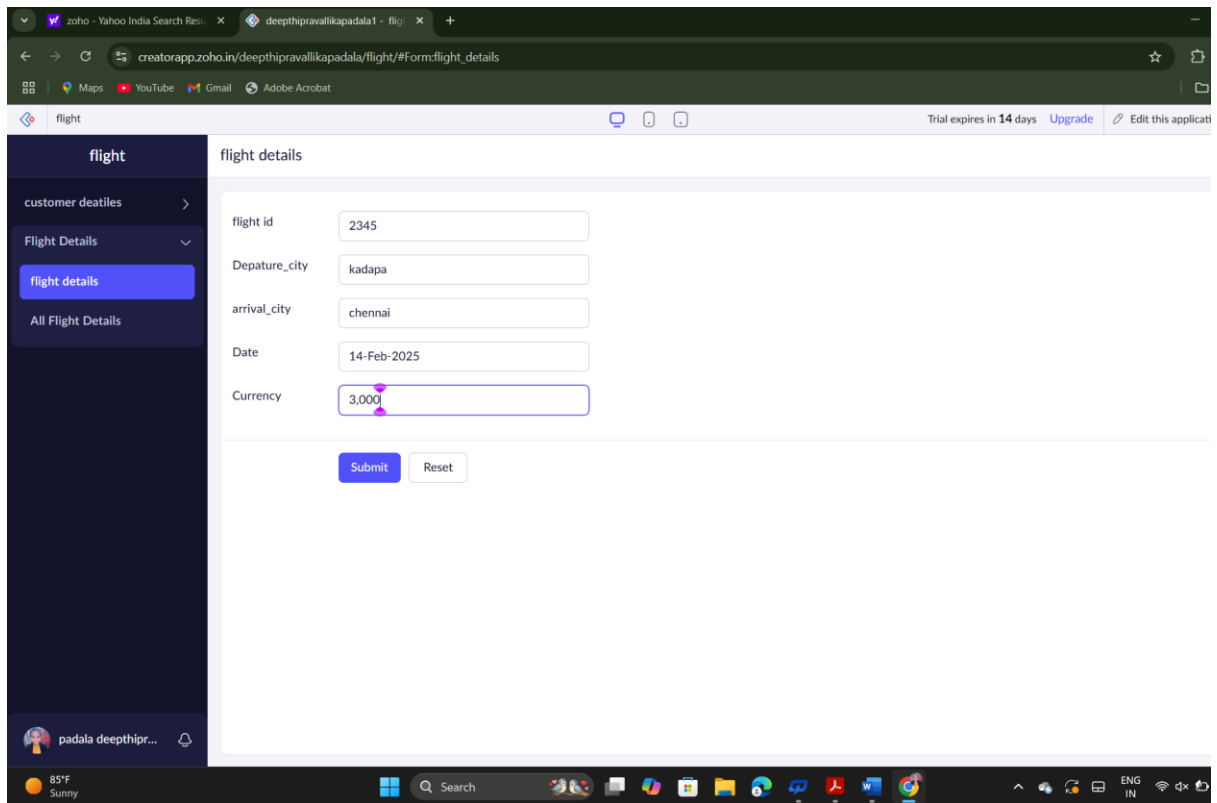 zoho - Yahoo India Search Resu
deepthipravallikapadala1 - flig
creatorapp.zoho.in/deepthipravallikapadala/flight/#Form:flight_details
Maps YouTube Gmail Adobe Acrobat
flight
Trial expires in 14 days Upgrade Edit this applicati
flight
flight details
customer deatiles
Flight Details
flight details
All Flight Details
flight id 2345
Depature_city kadapa
arrival_city chennai
Date 14-Feb-2025
Currency 3,000
Submit Reset
padala deepthipr...
85°F
Sunny
Search
ENG
IN